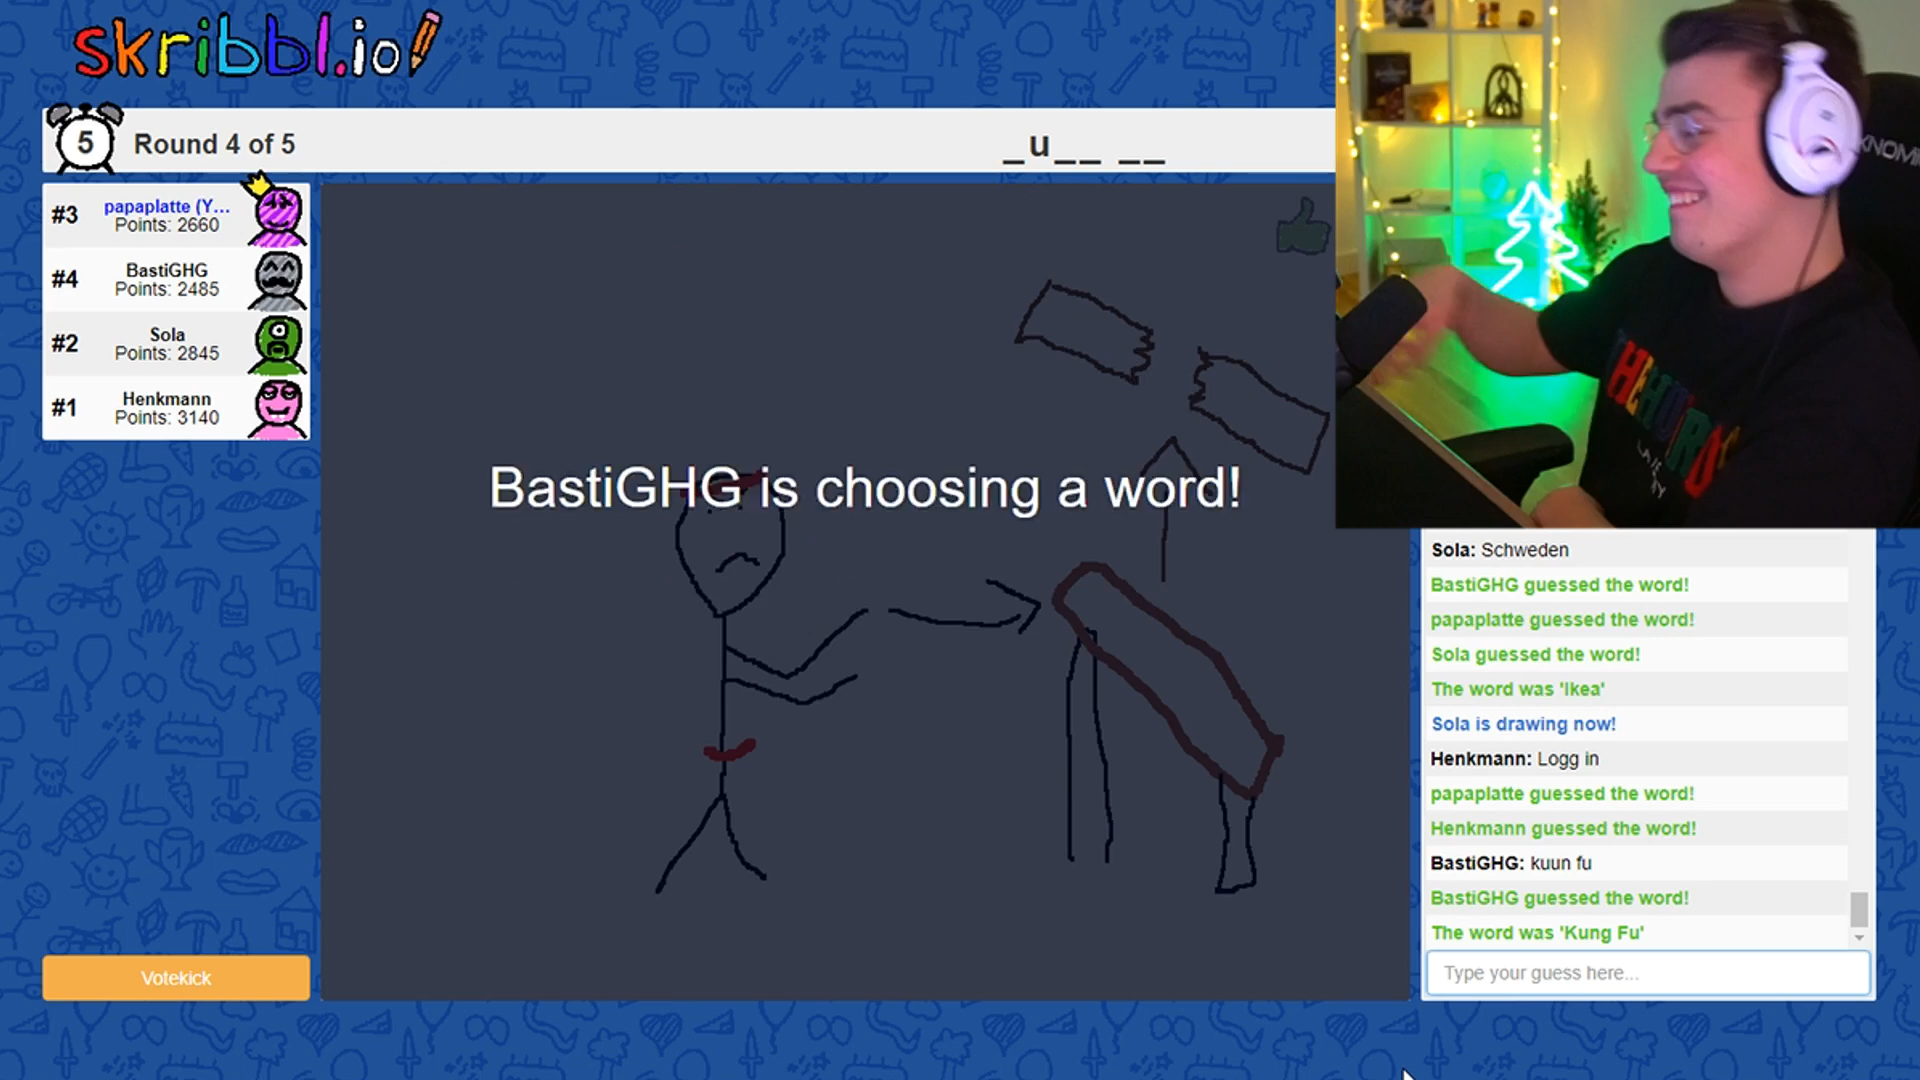 skribbl.io
5
Round 4 of 5
_u__ __
#3
papaplatte (Y...
Points: 2660
#4
BastiGHG
Points: 2485
#2
Sola
Points: 2845
#1
Henkmann
Points: 3140
BastiGHG is choosing a word!
Sola: Schweden
BastiGHG guessed the word!
papaplatte guessed the word!
Sola guessed the word!
The word was 'Ikea'
Sola is drawing now!
Henkmann: Logg in
papaplatte guessed the word!
Henkmann guessed the word!
BastiGHG: kuun fu
BastiGHG guessed the word!
The word was 'Kung Fu'
Type your guess here...
Votekick